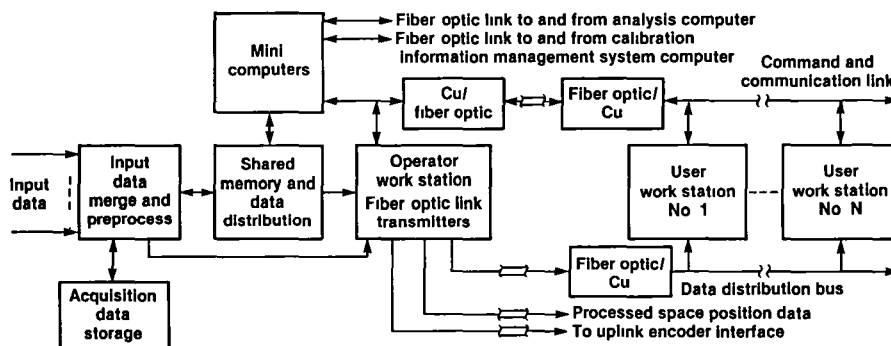 Fiber optic link to and from analysis computer
Fiber optic link to and from calibration
information management system computer
Mini
computers
Command and
communication link
Cu/
fiber optic
Fiber optic/
Cu
Input
data
Input
data
merge and
preprocess
Shared
memory and
data
distribution
Operator
work station
Fiber optic link
transmitters
User
work station
No 1
User
work station
No N
Fiber optic/
Cu
Data distribution bus
Acquisition
data
storage
Processed space position data
To uplink encoder interface